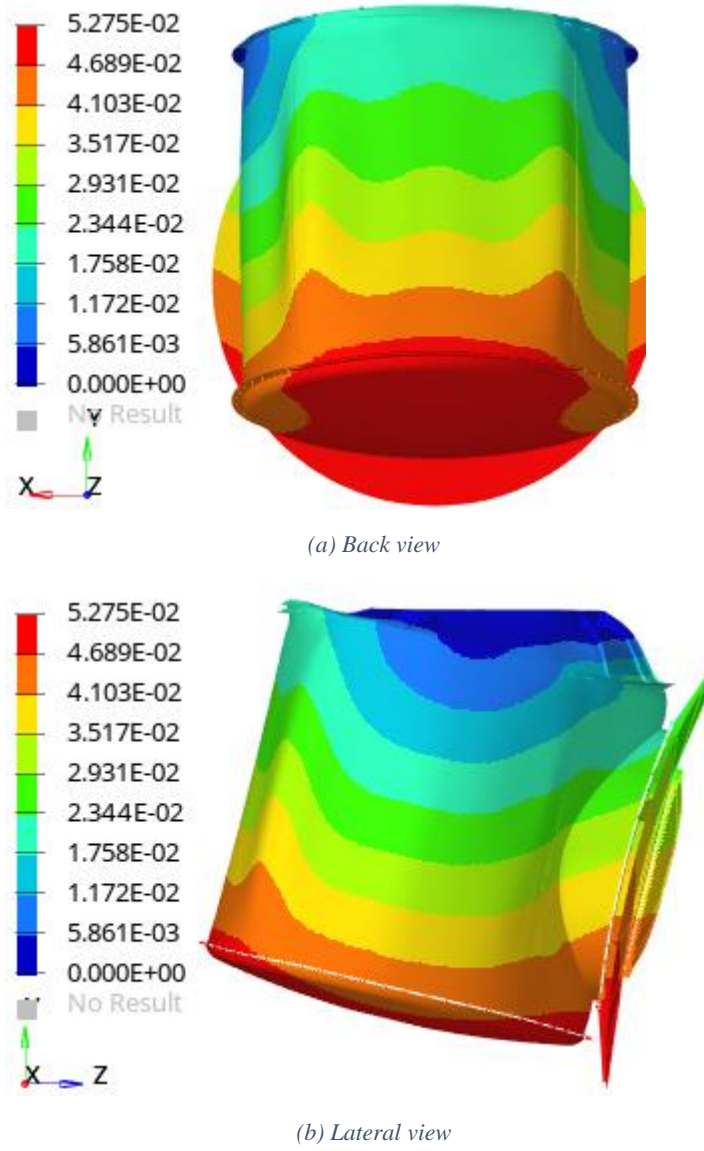 5.275E-02
4.689E-02
4.103E-02
3.517E-02
2.931E-02
2.344E-02
1.758E-02
1.172E-02
5.861E-03
0.000E+00
No Result
Y
X Z
(a) Back view
5.275E-02
4.689E-02
4.103E-02
3.517E-02
2.931E-02
2.344E-02
1.758E-02
1.172E-02
5.861E-03
0.000E+00
No Result
X Z
(b) Lateral view